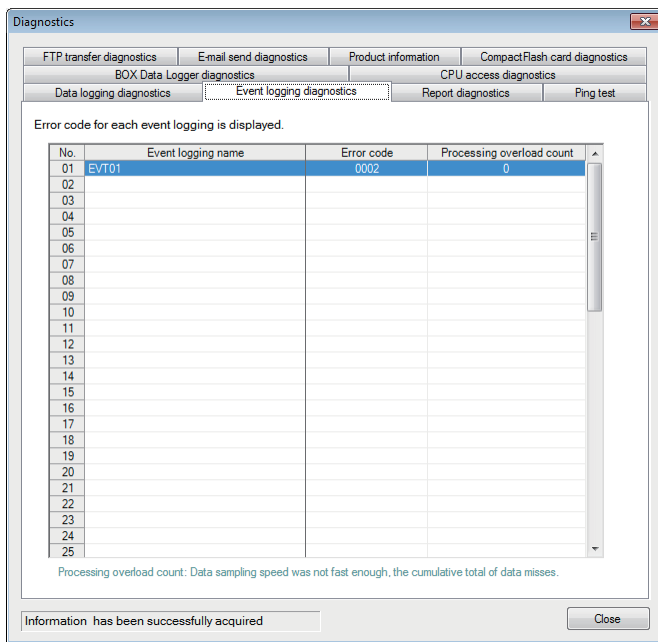 Diagnostics
FTP transfer diagnostics E-mail send diagnostics Product information CompactFlash card diagnostics
BOX Data Logger diagnostics CPU access diagnostics
Data logging diagnostics Event logging diagnostics Report diagnostics Ping test
Error code for each event logging is displayed.
No. Event logging name Error code Processing overload count
01 EVT01 0002 0
02
03
04
05
06
07
08
09
10
11
12
13
14
15
16
17
18
19
20
21
22
23
24
25
Processing overload count: Data sampling speed was not fast enough, the cumulative total of data misses.
Information has been successfully acquired Close